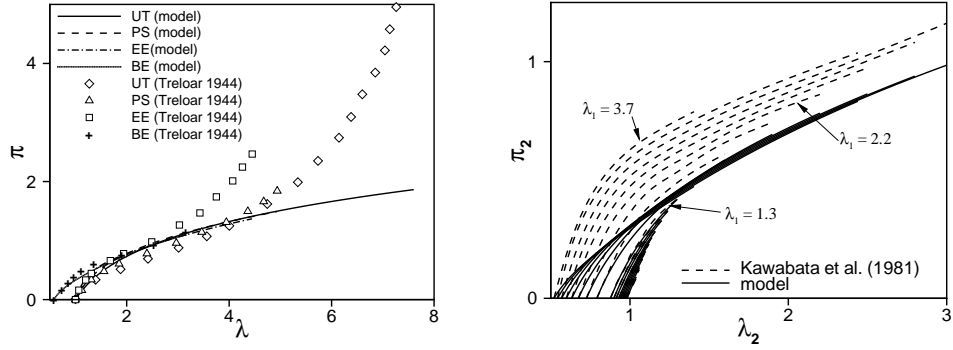 UT (model)
PS (model)
EE(model)
BE (model)
UT (Treloar 1944)
PS (Treloar 1944)
EE (Treloar 1944)
BE (Treloar 1944)
4
2
0
π
2
4
6
8
λ
1
0
π₂
λ₁ = 3.7
λ₁ = 2.2
λ₁ = 1.3
Kawabata et al. (1981)
model
1
2
3
λ₂